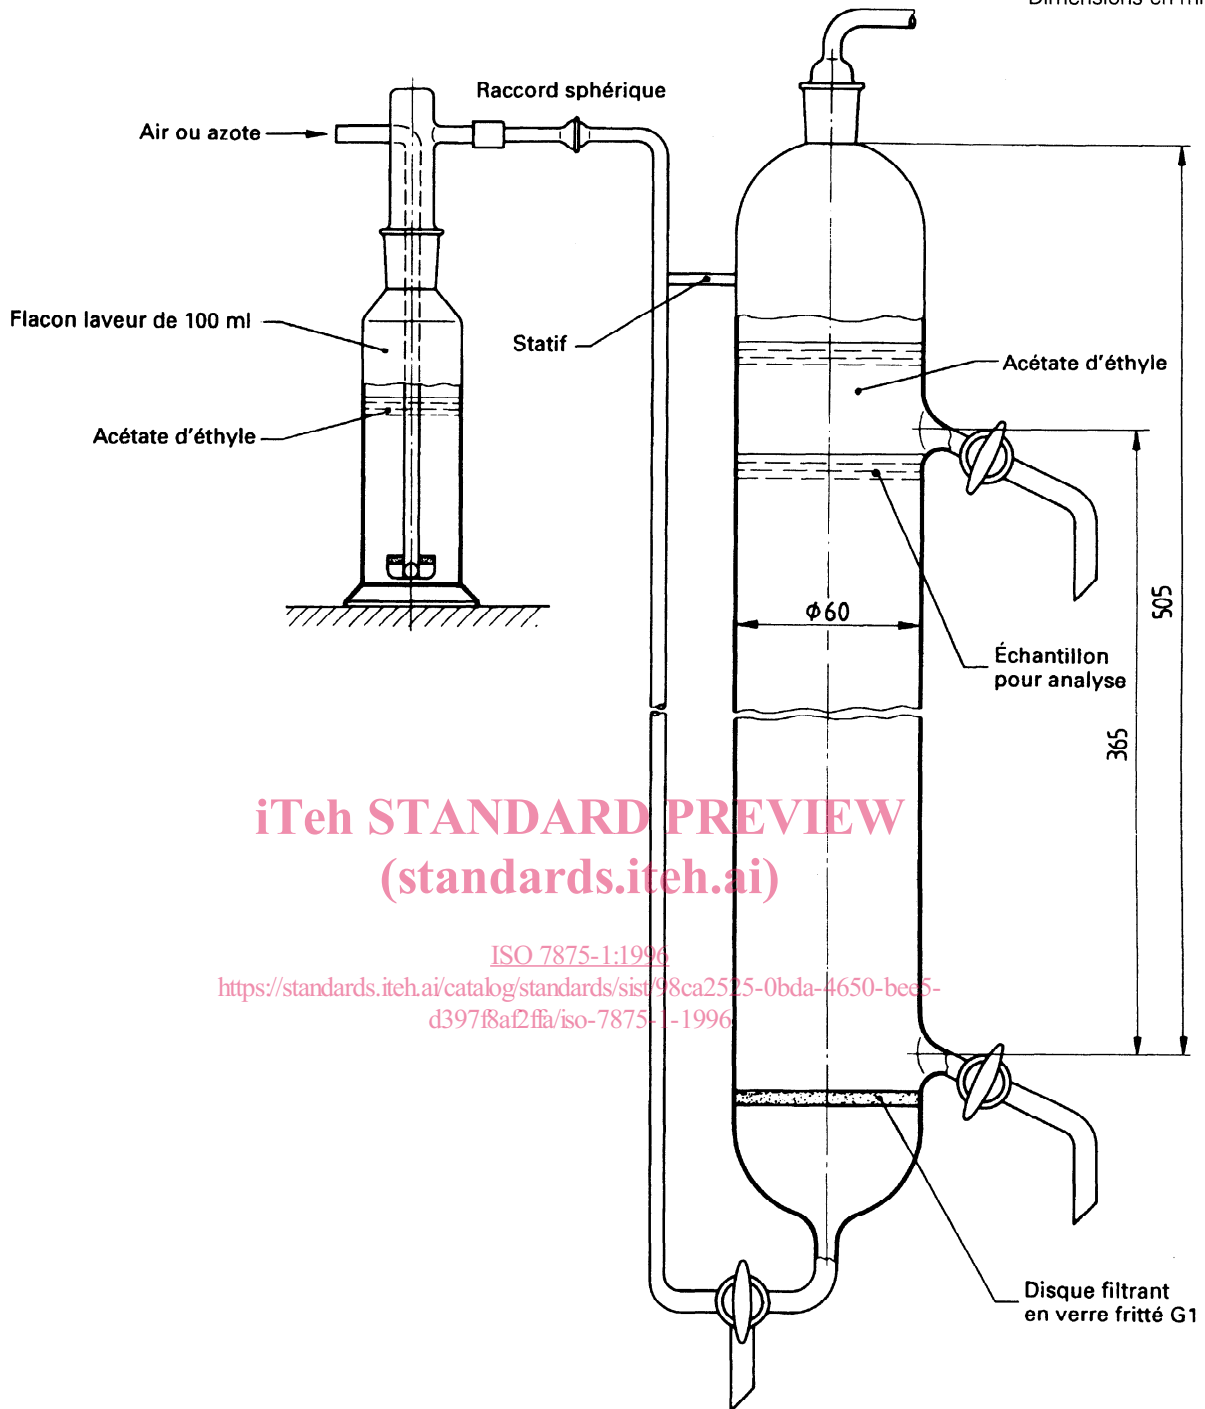 Dimensions en mi
Raccord sphérique
Air ou azote
Flacon laveur de 100 ml
Statif
Acétate d'éthyle
Acétate d'éthyle
ϕ60
505
Échantillon
pour analyse
365
iTeh STANDARD PREVIEW
(standards.iteh.ai)
ISO 7875-1:1996
https://standards.iteh.ai/catalog/standards/sist/98ca2525-0bda-4650-bee5-
d397f8af2ffa/iso-7875-1-1996
Disque filtrant
en verre fritté G1